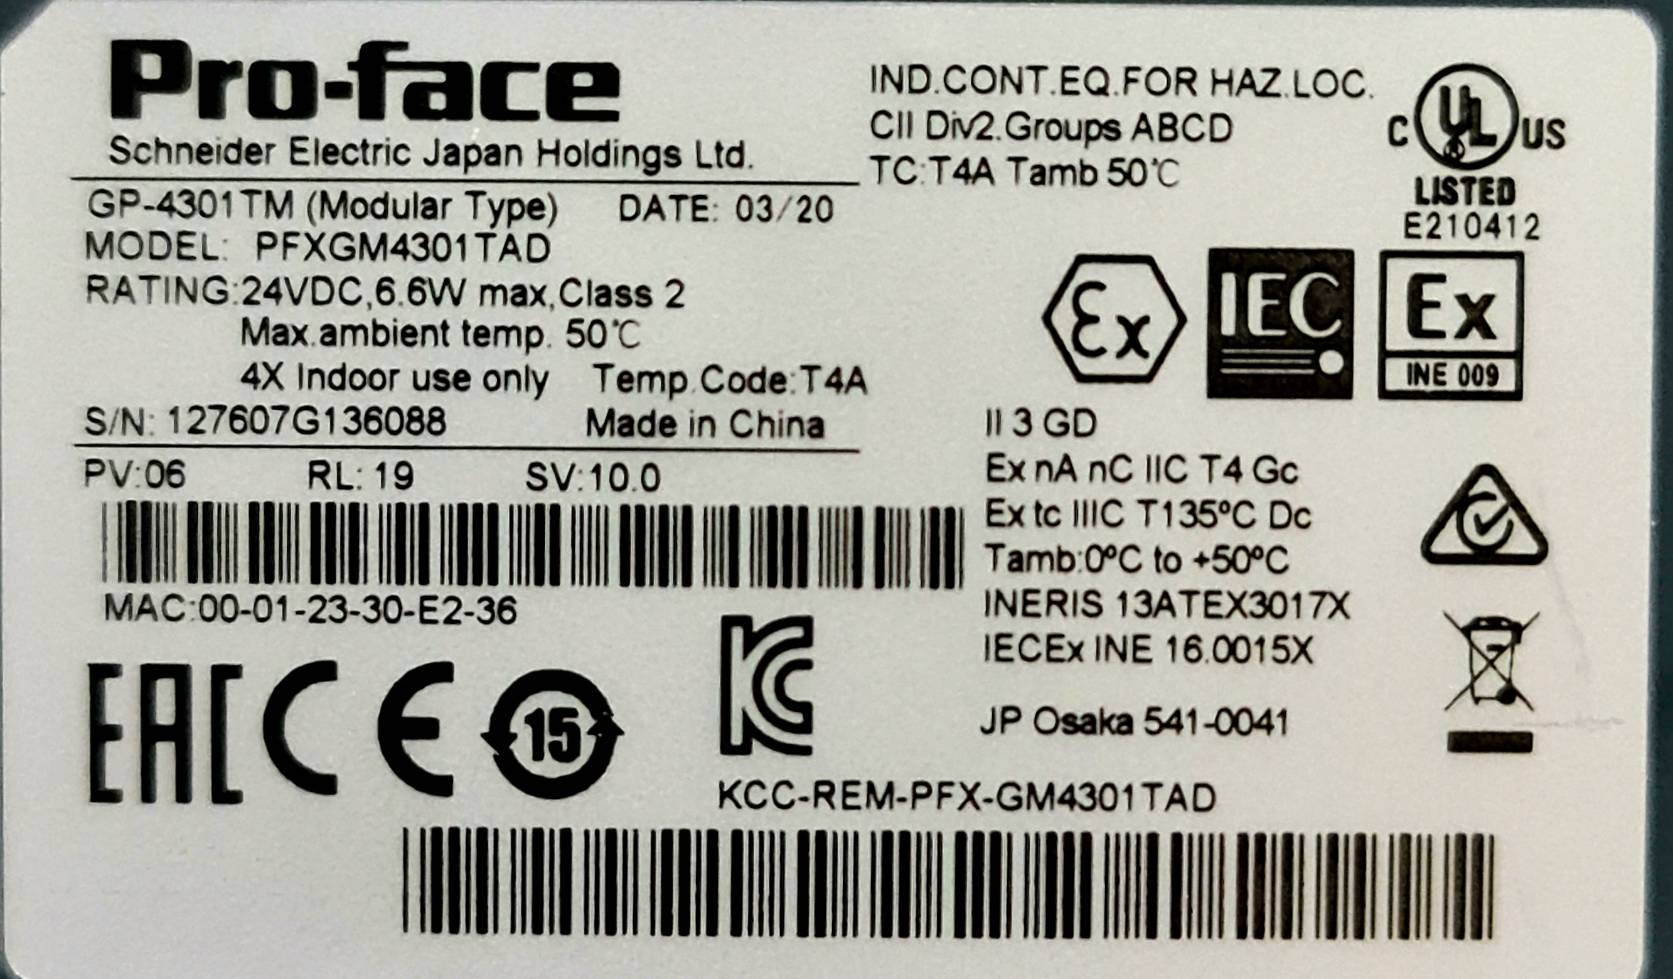 Pro-face
Schneider Electric Japan Holdings Ltd.
GP-4301TM (Modular Type) DATE: 03/20
MODEL: PFXGM4301TAD
RATING:24VDC,6.6W max,Class 2
Max.ambient temp. 50℃
4X Indoor use only Temp.Code:T4A
S/N: 127607G136088 Made in China
PV:06 RL: 19 SV:10.0
MAC:00-01-23-30-E2-36
EAC CE 15
KC
KCC-REM-PFX-GM4301TAD
IND.CONT.EQ.FOR HAZ.LOC.
CII Div2.Groups ABCD
TC:T4A Tamb 50℃
C UL US
LISTED
E210412
Ex IEC Ex
INE 009
II 3 GD
Ex nA nC IIC T4 Gc
Ex tc IIIC T135ºC Dc
Tamb:0ºC to +50ºC
INERIS 13ATEX3017X
IECEx INE 16.0015X
JP Osaka 541-0041